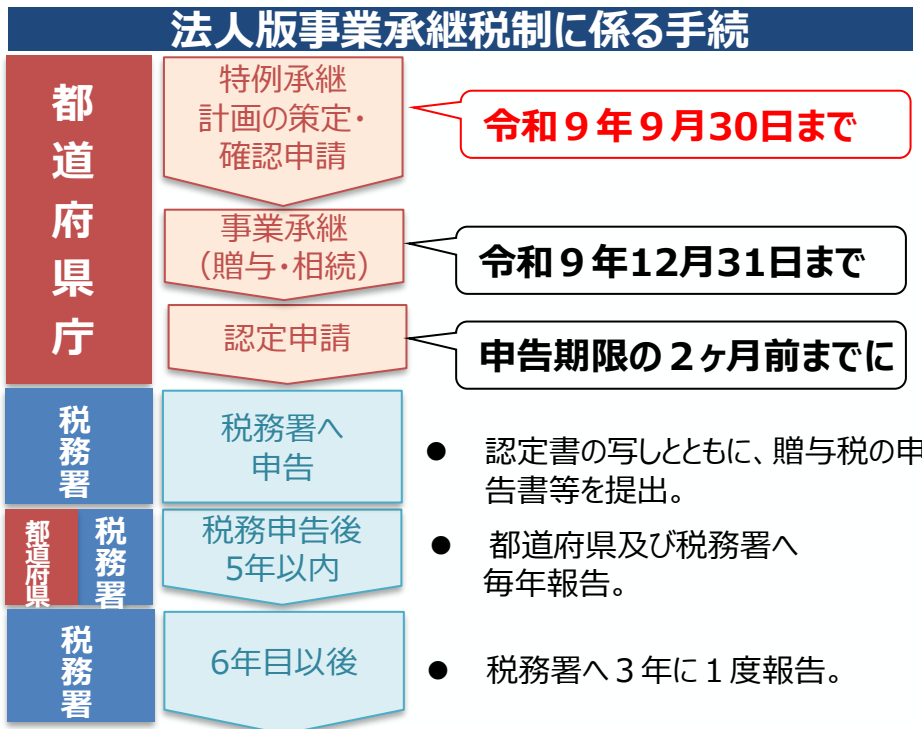 法人版事業承継税制に係る手続
都道府県庁
特例承継
計画の策定・
確認申請
令和９年９月30日まで
事業承継
（贈与・相続）
令和９年12月31日まで
認定申請
申告期限の２ヶ月前までに
税務署
税務署へ
申告
● 認定書の写しとともに、贈与税の申
告書等を提出。
都道府県
税務署
税務申告後
5年以内
● 都道府県及び税務署へ
毎年報告。
税務署
6年目以後
● 税務署へ３年に１度報告。